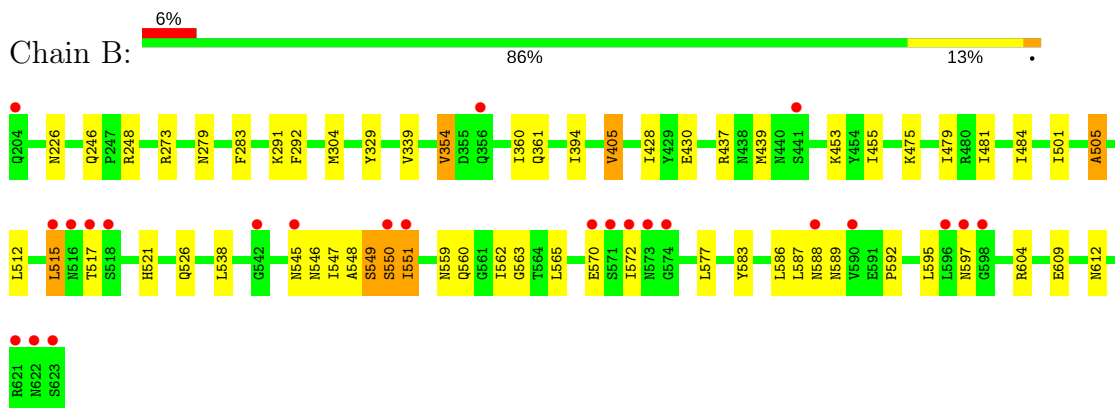 6%
Chain B:
86% 13% •
Q204 N226 Q246 P247 R248 R273 N279 F283 K291 F292 M304 Y329 V339 V354 D355 Q356 I360 Q361 I394 V405 I428 Y429 E430 R437 N438 M439 N440 S441 K453 Y454 I455 K475 I479 R480 I481 I484 I501 A505
L512 L515 N516 T517 S518 H521 Q526 L538 G542 N545 N546 I547 A548 S549 S550 I551 N559 Q560 G561 I562 G563 T564 L565 E570 S571 I572 N573 G574 L577 Y583 L586 L587 N588 N589 V590 E591 P592 L595 L596 N597 G598 R604 E609 N612
R621 N622 S623